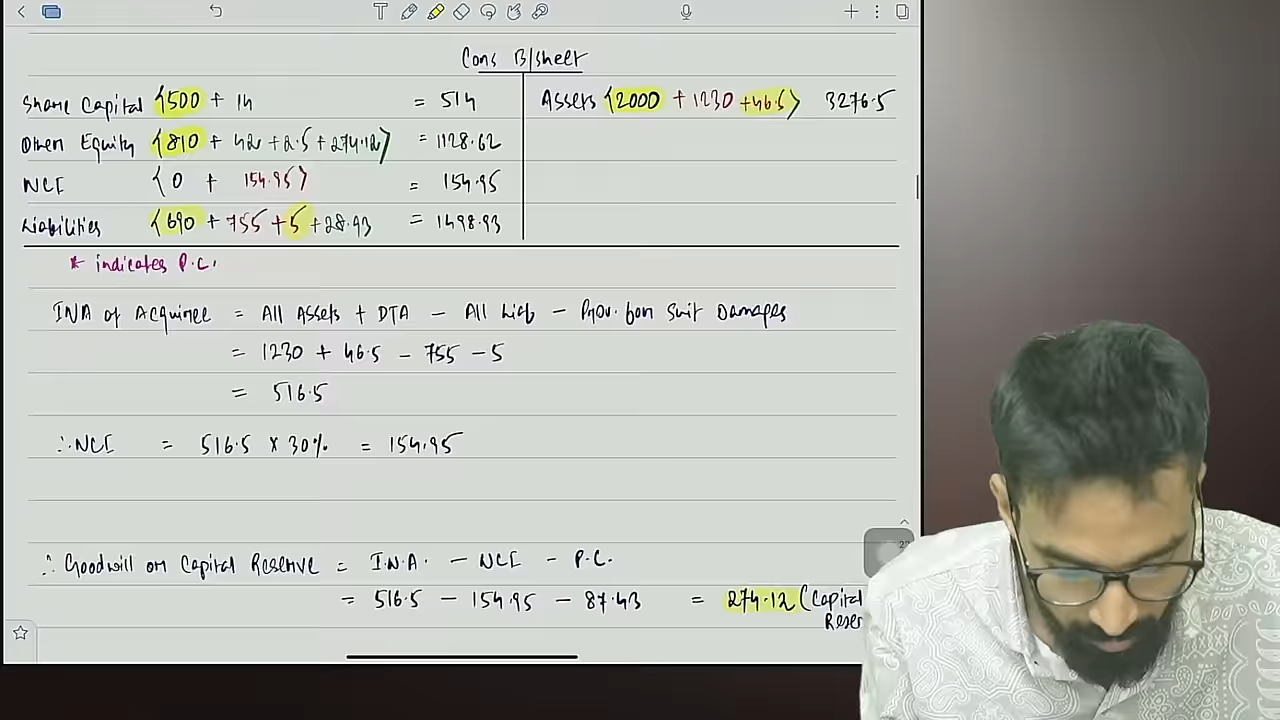 Cons B/sheet
Share Capital {500 + 14 = 514
Assets {2000 + 1230 + 46.5} 3276.5
Other Equity {810 + 42 + 2.5 + 274.12} = 1128.62
NCI {0 + 154.95} = 154.95
Liabilities {690 + 755 + 5 + 28.93 = 1498.93
* indicates P.C.
INA of Acquiree = All Assets + DTA - All Liab - Prov. for Suit Damages
= 1230 + 46.5 - 755 - 5
= 516.5
∴ NCI = 516.5 x 30% = 154.95
∴ Goodwill or Capital Reserve = I.N.A. - NCI - P.C.
= 516.5 - 154.95 - 87.43 = 274.12 (Capital
Reser